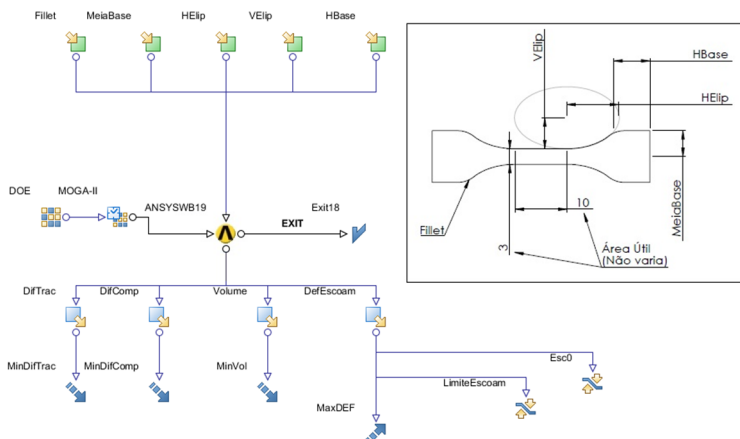 Fillet
MeiaBase
HElip
VElip
HBase
DOE
MOGA-II
ANSYSWB19
EXIT
Exit18
DifTrac
DifComp
Volume
DefEscoam
MinDifTrac
MinDifComp
MinVol
MaxDEF
LimiteEscoam
Esc0
VElip
HBase
HElip
MeiaBase
Fillet
10
3
Área Útil
(Não varia)